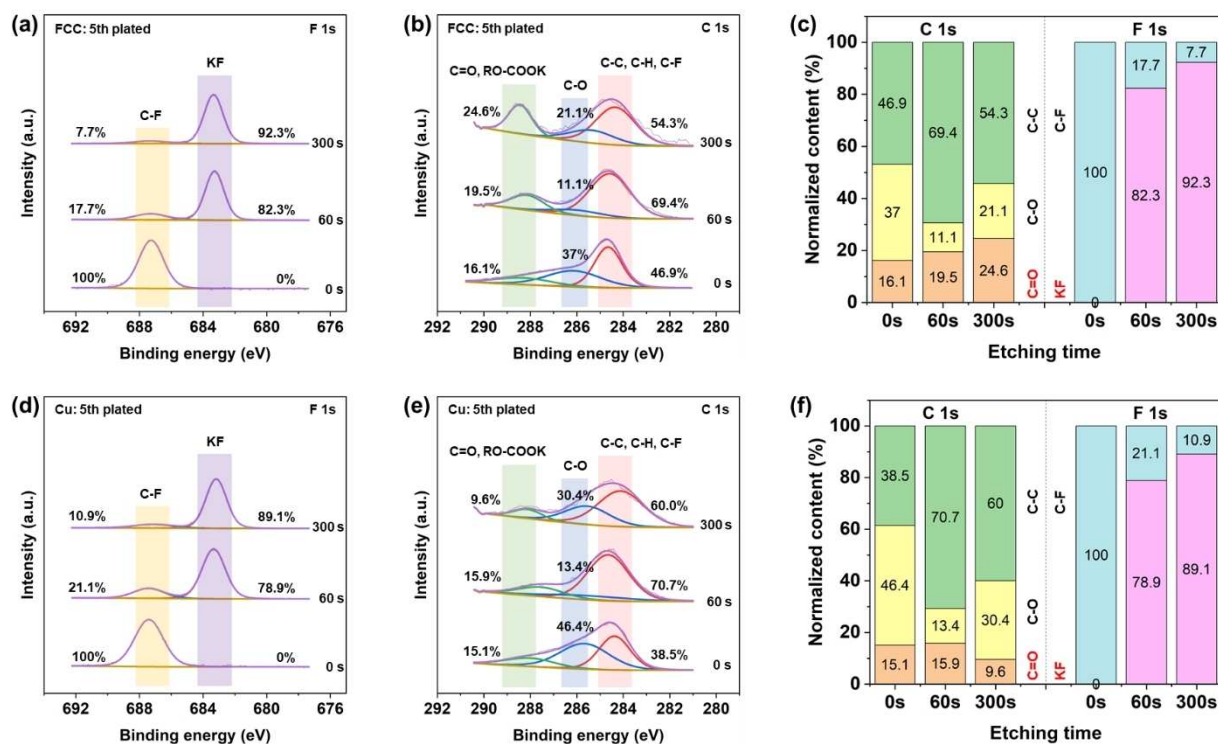 (a)
FCC: 5th plated
F 1s
KF
C-F
7.7%
92.3%
300 s
17.7%
82.3%
60 s
100%
0%
0 s
Intensity (a.u.)
692 688 684 680 676
Binding energy (eV)
(b)
FCC: 5th plated
C 1s
C=O, RO-COOK
C-C, C-H, C-F
C-O
24.6%
21.1%
54.3%
300 s
19.5%
11.1%
69.4%
60 s
16.1%
37%
46.9%
0 s
Intensity (a.u.)
292 290 288 286 284 282 280
Binding energy (eV)
(c)
C 1s
F 1s
Normalized content (%)
100
80
60
40
20
0
46.9
37
16.1
69.4
11.1
19.5
54.3
21.1
24.6
C-C
C-O
C=O
C-F
KF
100
0
17.7
82.3
7.7
92.3
0s 60s 300s 0s 60s 300s
Etching time
(d)
Cu: 5th plated
F 1s
KF
C-F
10.9%
89.1%
300 s
21.1%
78.9%
60 s
100%
0%
0 s
Intensity (a.u.)
692 688 684 680 676
Binding energy (eV)
(e)
Cu: 5th plated
C 1s
C=O, RO-COOK
C-C, C-H, C-F
C-O
9.6%
30.4%
60.0%
300 s
15.9%
13.4%
70.7%
60 s
15.1%
46.4%
38.5%
0 s
Intensity (a.u.)
292 290 288 286 284 282 280
Binding energy (eV)
(f)
C 1s
F 1s
Normalized content (%)
100
80
60
40
20
0
38.5
46.4
15.1
70.7
13.4
15.9
60
30.4
9.6
C-C
C-O
C=O
C-F
KF
100
0
21.1
78.9
10.9
89.1
0s 60s 300s 0s 60s 300s
Etching time